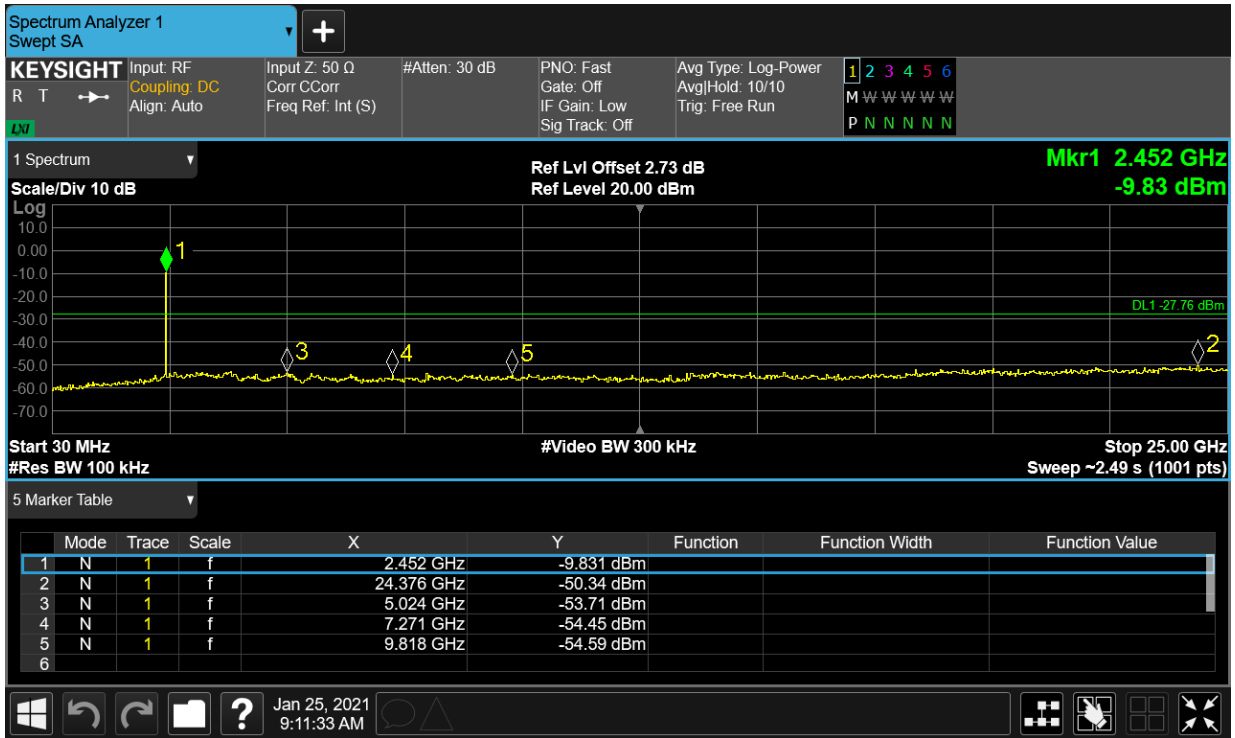 Spectrum Analyzer 1
Swept SA
KEYSIGHT
R T
LXI
Input: RF
Coupling: DC
Align: Auto
Input Z: 50 Ω
Corr CCorr
Freq Ref: Int (S)
#Atten: 30 dB
PNO: Fast
Gate: Off
IF Gain: Low
Sig Track: Off
Avg Type: Log-Power
Avg|Hold: 10/10
Trig: Free Run
1 2 3 4 5 6
M W W W W W
P N N N N N
1 Spectrum
Scale/Div 10 dB
Ref Lvl Offset 2.73 dB
Ref Level 20.00 dBm
Mkr1 2.452 GHz
-9.83 dBm
Log
10.0
0.00
-10.0
-20.0
-30.0
-40.0
-50.0
-60.0
-70.0
1
DL1 -27.76 dBm
3
4
5
2
Start 30 MHz
#Res BW 100 kHz
#Video BW 300 kHz
Stop 25.00 GHz
Sweep ~2.49 s (1001 pts)
5 Marker Table
Mode Trace Scale X Y Function Function Width Function Value
1 N 1 f 2.452 GHz -9.831 dBm
2 N 1 f 24.376 GHz -50.34 dBm
3 N 1 f 5.024 GHz -53.71 dBm
4 N 1 f 7.271 GHz -54.45 dBm
5 N 1 f 9.818 GHz -54.59 dBm
6
?
Jan 25, 2021
9:11:33 AM